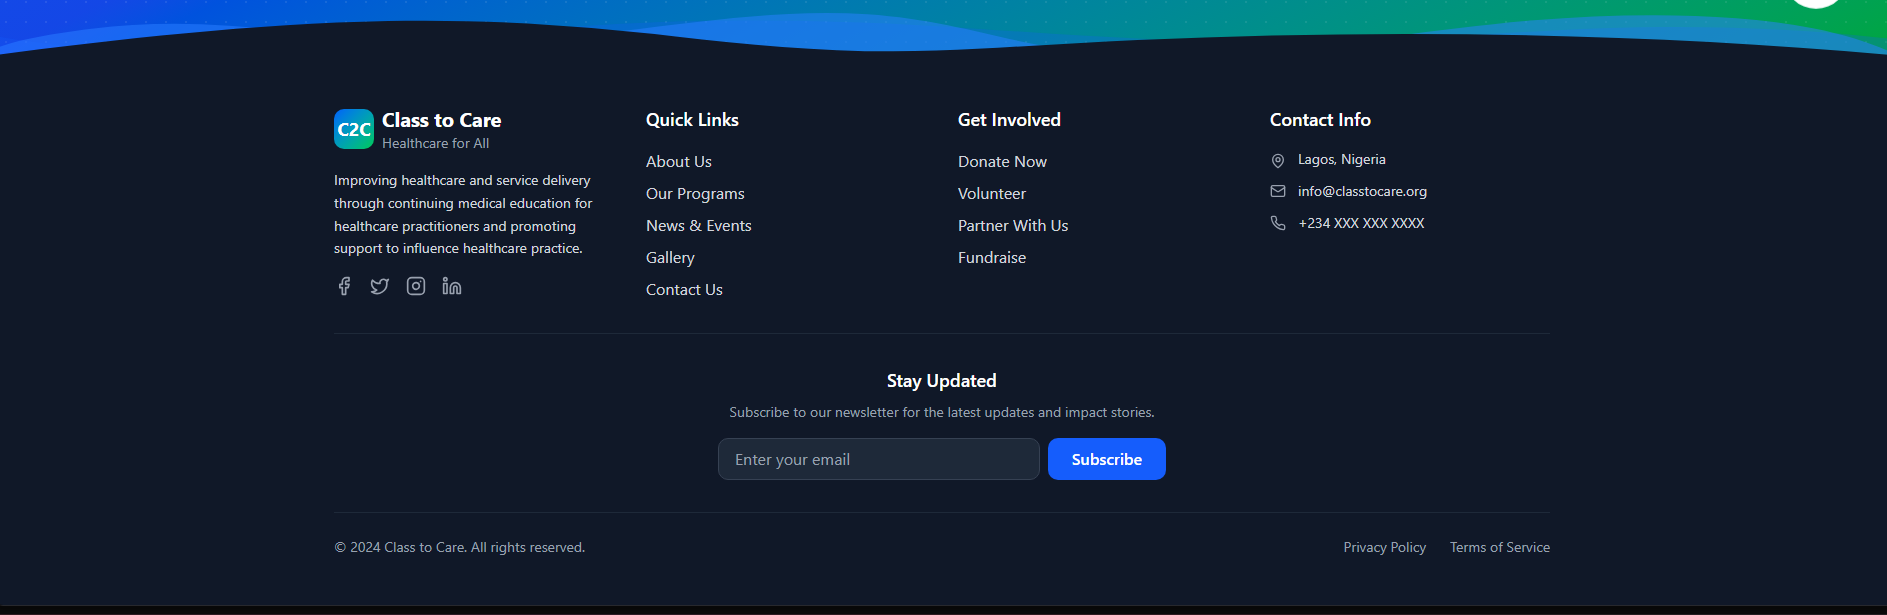 C2C
Class to Care
Healthcare for All
Improving healthcare and service delivery
through continuing medical education for
healthcare practitioners and promoting
support to influence healthcare practice.
Quick Links
About Us
Our Programs
News & Events
Gallery
Contact Us
Get Involved
Donate Now
Volunteer
Partner With Us
Fundraise
Contact Info
Lagos, Nigeria
info@classtocare.org
+234 XXX XXX XXXX
Stay Updated
Subscribe to our newsletter for the latest updates and impact stories.
Enter your email
Subscribe
© 2024 Class to Care. All rights reserved.
Privacy Policy
Terms of Service